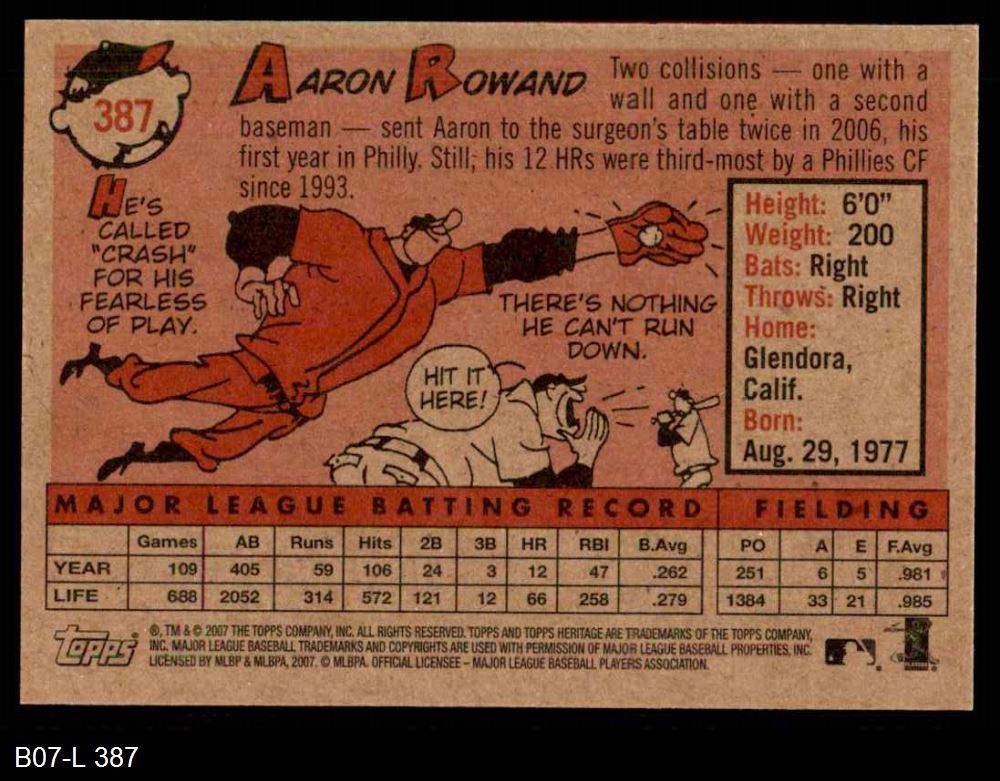 387
AARON ROWAND
Two collisions — one with a
wall and one with a second
baseman — sent Aaron to the surgeon's table twice in 2006, his
first year in Philly. Still, his 12 HRs were third-most by a Phillies CF
since 1993.
HE'S
CALLED
"CRASH"
FOR HIS
FEARLESS
OF PLAY.
THERE'S NOTHING
HE CAN'T RUN
DOWN.
HIT IT
HERE!
Height: 6'0"
Weight: 200
Bats: Right
Throws: Right
Home:
Glendora,
Calif.
Born:
Aug. 29, 1977
MAJOR LEAGUE BATTING RECORD FIELDING
Games AB Runs Hits 2B 3B HR RBI B.Avg PO A E F.Avg
YEAR 109 405 59 106 24 3 12 47 .262 251 6 5 .981
LIFE 688 2052 314 572 121 12 66 258 .279 1384 33 21 .985
Topps
®, TM & © 2007 THE TOPPS COMPANY, INC. ALL RIGHTS RESERVED. TOPPS AND TOPPS HERITAGE ARE TRADEMARKS OF THE TOPPS COMPANY,
INC. MAJOR LEAGUE BASEBALL TRADEMARKS AND COPYRIGHTS ARE USED WITH PERMISSION OF MAJOR LEAGUE BASEBALL PROPERTIES, INC.
LICENSED BY MLBP & MLBPA, 2007. © MLBPA. OFFICIAL LICENSEE – MAJOR LEAGUE BASEBALL PLAYERS ASSOCIATION.
B07-L 387